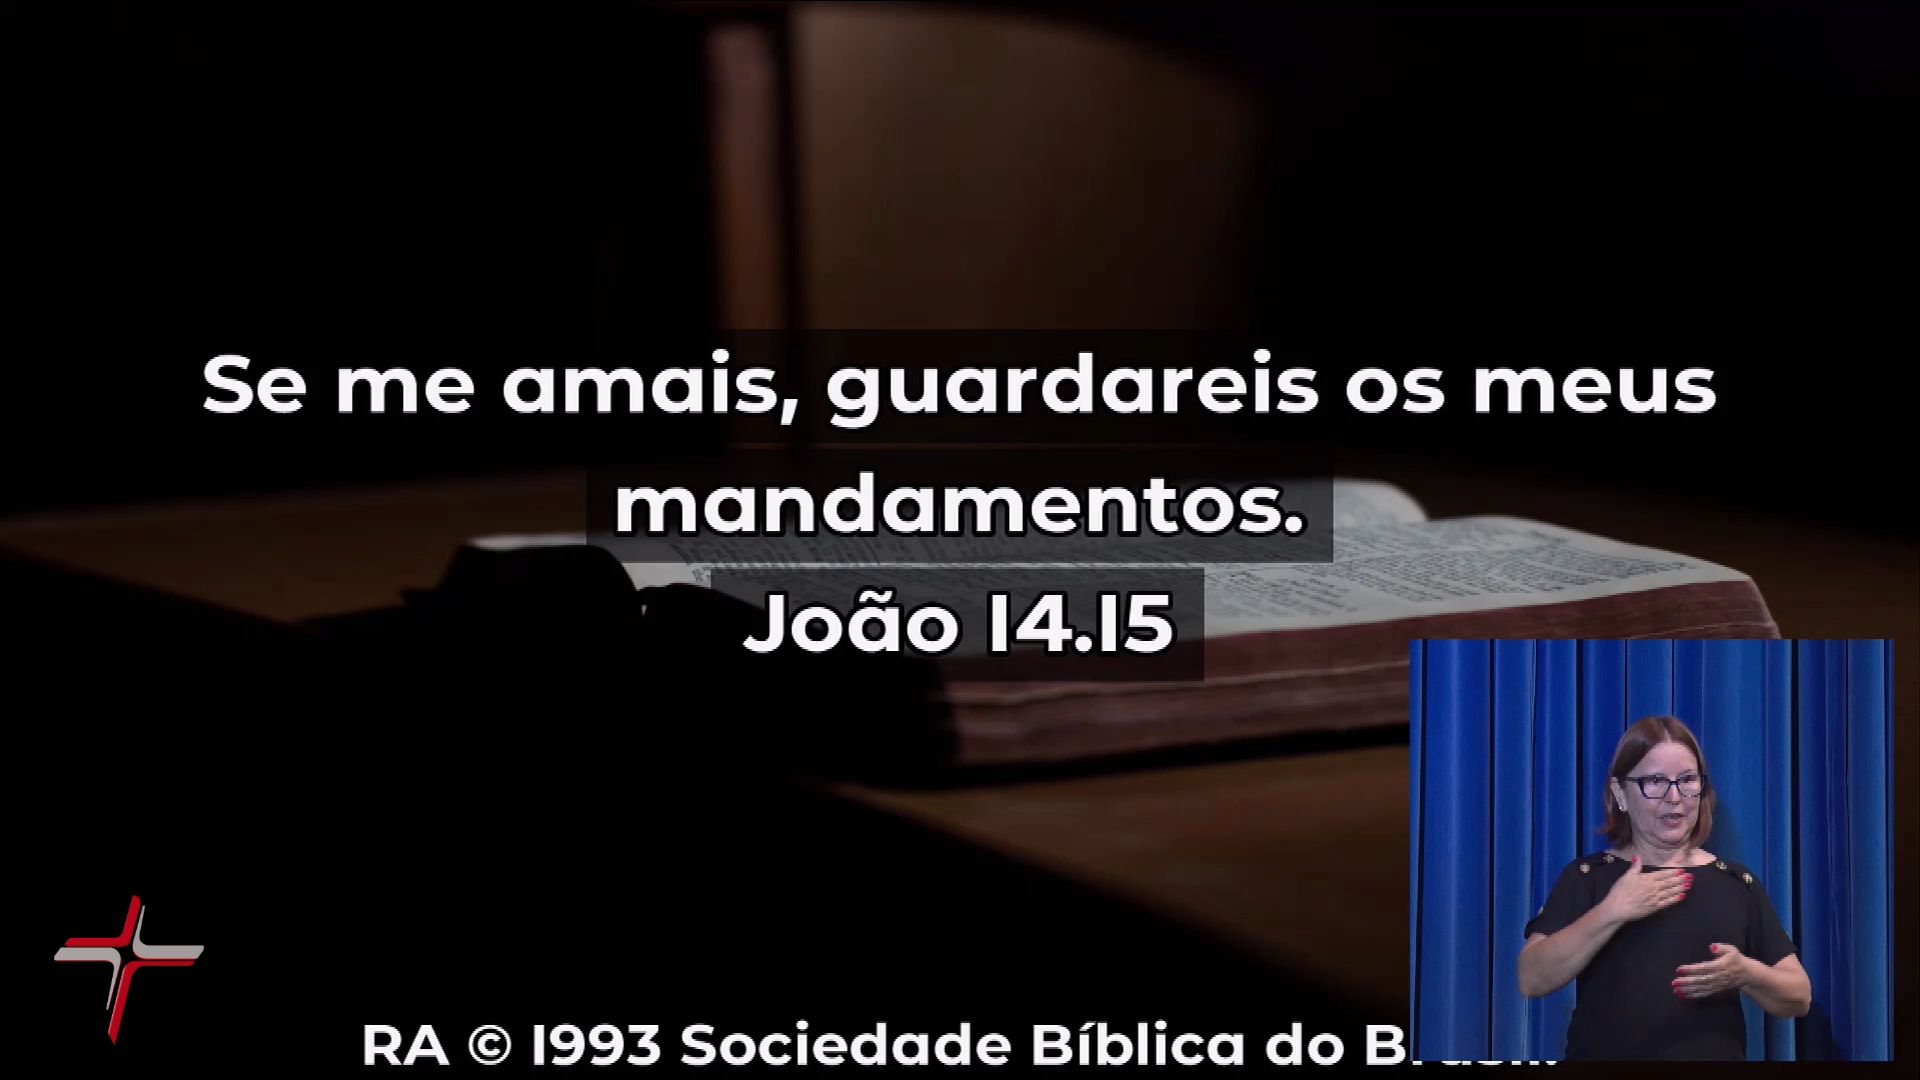 Se me amais, guardareis os meus
mandamentos.
João 14.15
RA © 1993 Sociedade Bíblica do